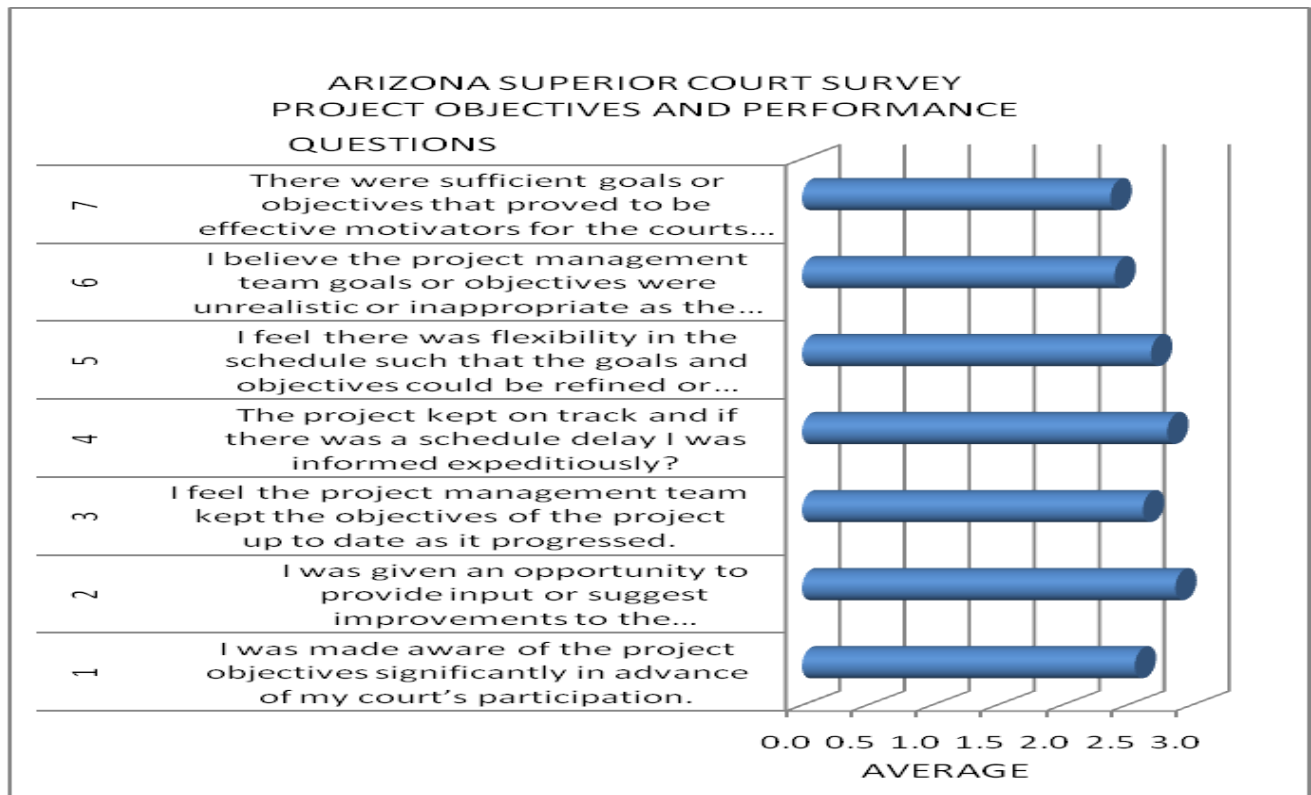 ARIZONA SUPERIOR COURT SURVEY
PROJECT OBJECTIVES AND PERFORMANCE
QUESTIONS
7
There were sufficient goals or
objectives that proved to be
effective motivators for the courts...
6
I believe the project management
team goals or objectives were
unrealistic or inappropriate as the...
5
I feel there was flexibility in the
schedule such that the goals and
objectives could be refined or...
4
The project kept on track and if
there was a schedule delay I was
informed expeditiously?
3
I feel the project management team
kept the objectives of the project
up to date as it progressed.
2
I was given an opportunity to
provide input or suggest
improvements to the...
1
I was made aware of the project
objectives significantly in advance
of my court’s participation.
0.0 0.5 1.0 1.5 2.0 2.5 3.0
AVERAGE